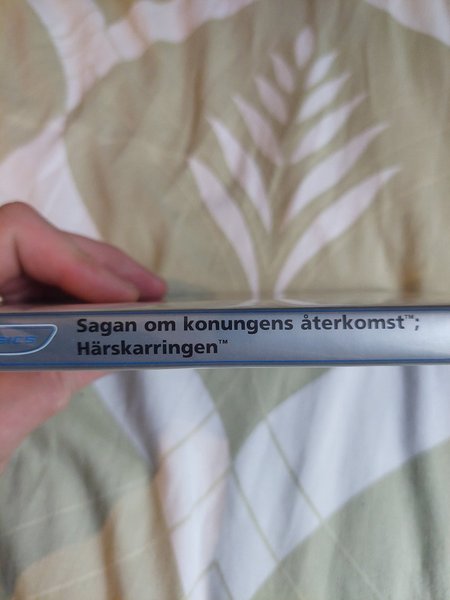 Sagan om konungens återkomst™;
Härskarringen™